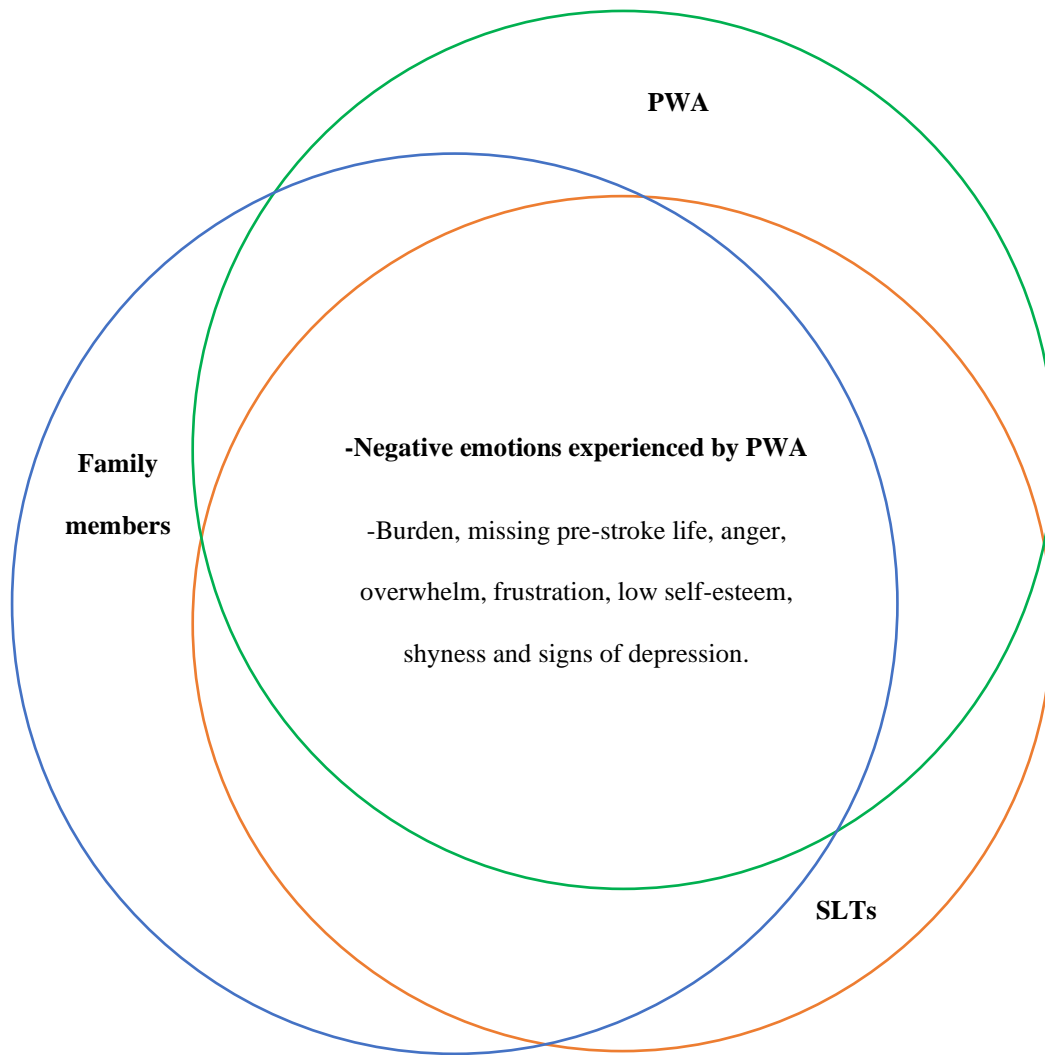 PWA
-Negative emotions experienced by PWA
Family
members
-Burden, missing pre-stroke life, anger,
overwhelm, frustration, low self-esteem,
shyness and signs of depression.
SLTs